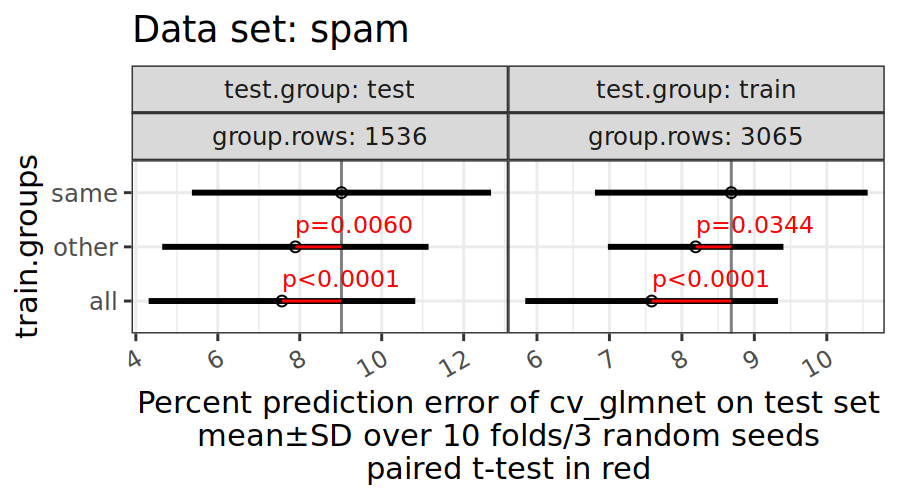 Data set: spam
test.group: test
test.group: train
group.rows: 1536
group.rows: 3065
train.groups
same
other
all
p=0.0060
p<0.0001
p=0.0344
p<0.0001
4 6 8 10 12
6 7 8 9 10
Percent prediction error of cv_glmnet on test set
mean±SD over 10 folds/3 random seeds
paired t-test in red